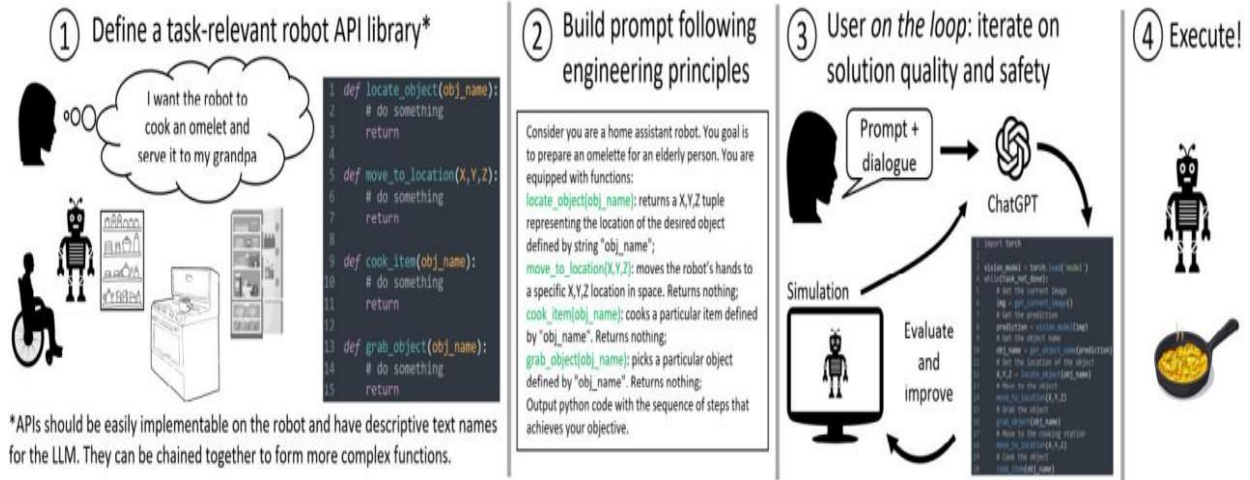 1 Define a task-relevant robot API library*
I want the robot to
cook an omelet and
serve it to my grandpa
1 def locate_object(obj_name):
2 # do something
3 return
4
5 def move_to_location(X,Y,Z):
6 # do something
7 return
8
9 def cook_item(obj_name):
10 # do something
11 return
12
13 def grab_object(obj_name):
14 # do something
15 return
*APIs should be easily implementable on the robot and have descriptive text names
for the LLM. They can be chained together to form more complex functions.
2 Build prompt following
engineering principles
Consider you are a home assistant robot. You goal is
to prepare an omelette for an elderly person. You are
equipped with functions:
locate_object(obj_name): returns a X,Y,Z tuple
representing the location of the desired object
defined by string "obj_name";
move_to_location(X,Y,Z): moves the robot's hands to
a specific X,Y,Z location in space. Returns nothing;
cook_item(obj_name): cooks a particular item defined
by "obj_name". Returns nothing;
grab_object(obj_name): picks a particular object
defined by "obj_name". Returns nothing;
Output python code with the sequence of steps that
achieves your objective.
3 User on the loop: iterate on
solution quality and safety
Prompt +
dialogue
ChatGPT
Simulation
Evaluate
and
improve
1 import torch
vision_model = torch.load('model')
while(task_not_done):
# Get the current image
img = get_current_image()
# Get the prediction
prediction = vision_model(img)
# Get the object name
obj_name = get_object_name(prediction)
# Get the location of the object
X,Y,Z = locate_object(obj_name)
# Move to the object
move_to_location(X,Y,Z)
# Grab the object
grab_object(obj_name)
# Move to the cooking station
move_to_location(X,Y,Z)
# Cook the object
cook_item(obj_name)
4 Execute!